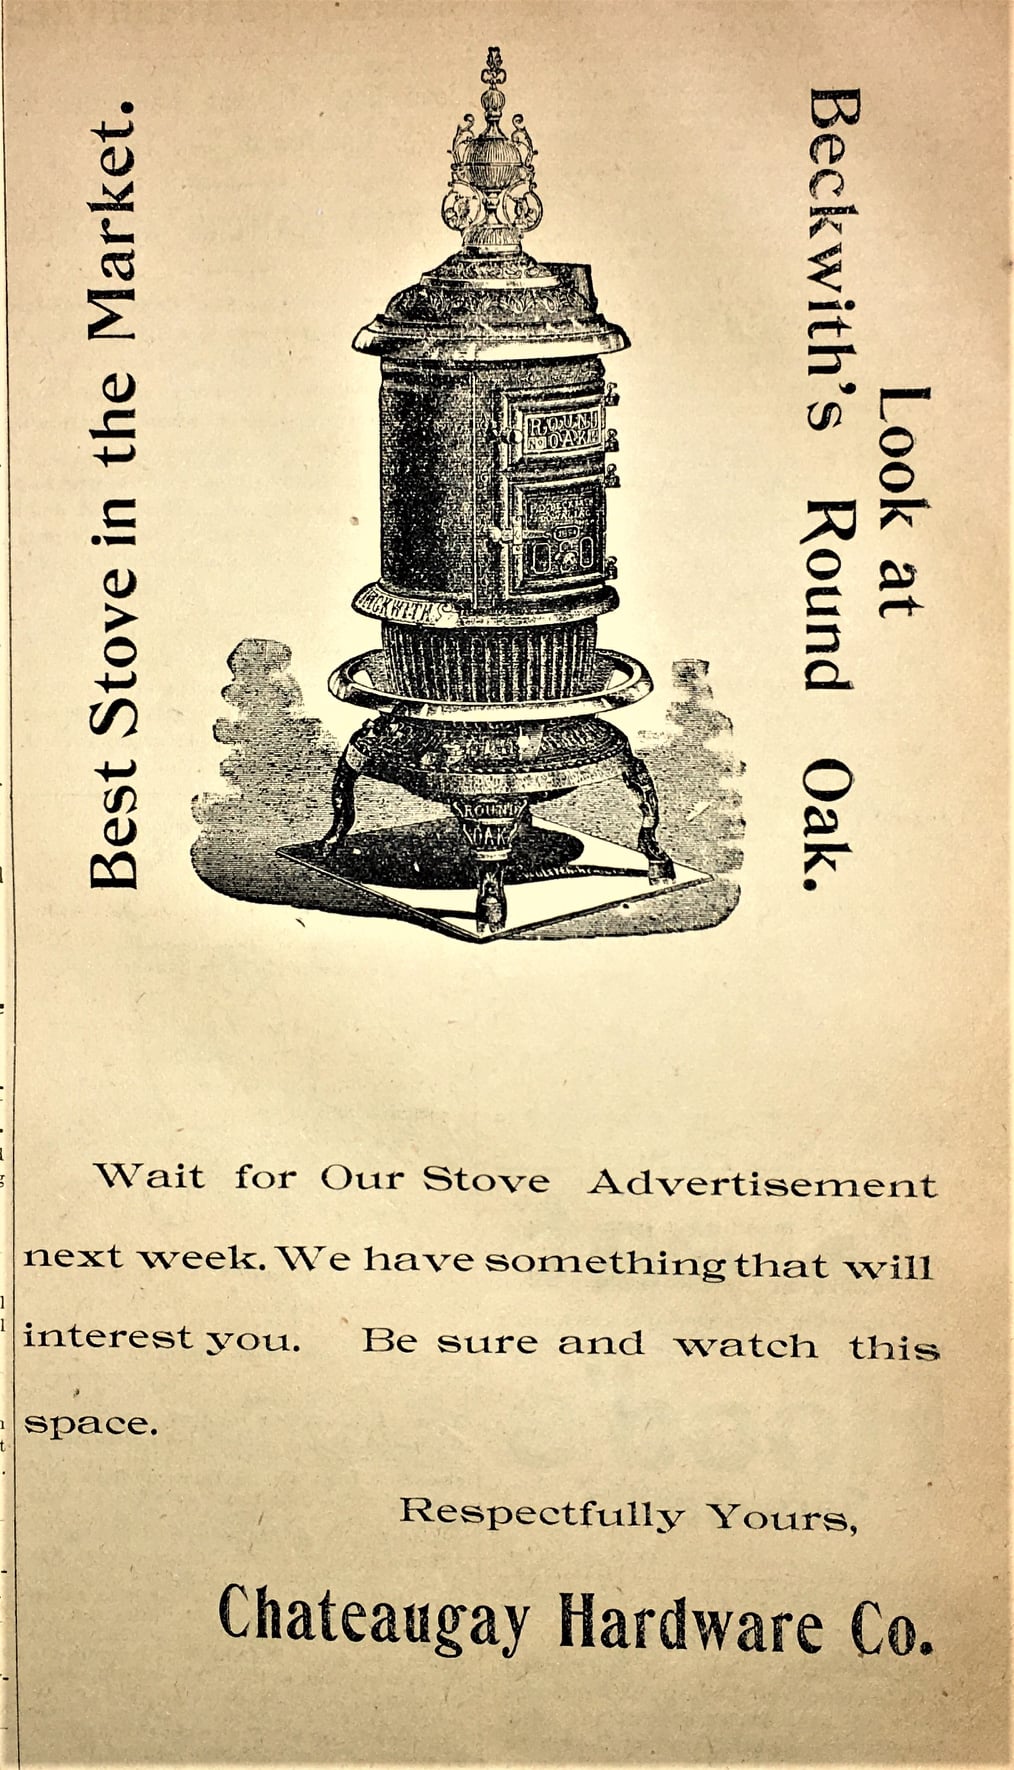 Best Stove in the Market.
Look at
Beckwith's Round Oak.
ROUND
OAK
BECKWITH'S
ROUND
OAK
Wait for Our Stove Advertisement
next week. We have something that will
interest you. Be sure and watch this
space.
Respectfully Yours,
Chateaugay Hardware Co.